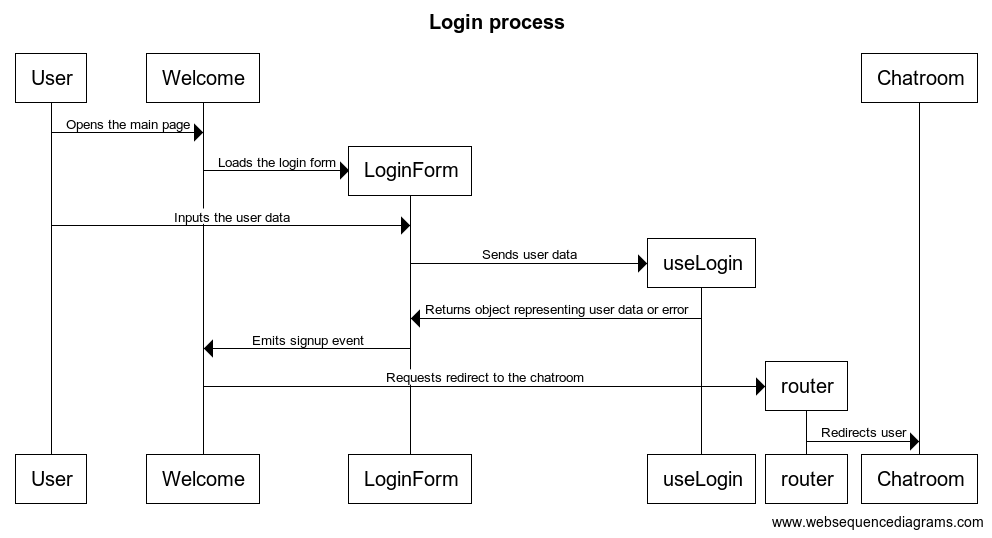 Login process
User
Welcome
Chatroom
Opens the main page
Loads the login form
LoginForm
Inputs the user data
Sends user data
useLogin
Returns object representing user data or error
Emits signup event
Requests redirect to the chatroom
router
Redirects user
User
Welcome
LoginForm
useLogin
router
Chatroom
www.websequencediagrams.com